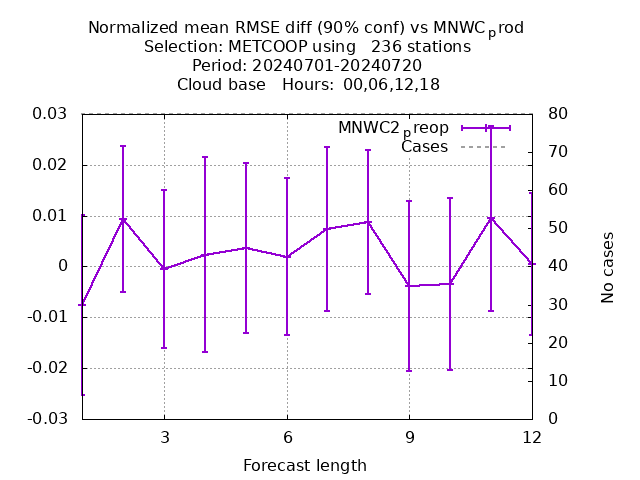 Normalized mean RMSE diff (90% conf) vs MNWCprod
Selection: METCOOP using 236 stations
Period: 20240701-20240720
Cloud base Hours: 00,06,12,18
MNWC2preop
Cases
0.03
0.02
0.01
0
-0.01
-0.02
-0.03
80
70
60
50
40
30
20
10
0
No cases
3 6 9 12
Forecast length